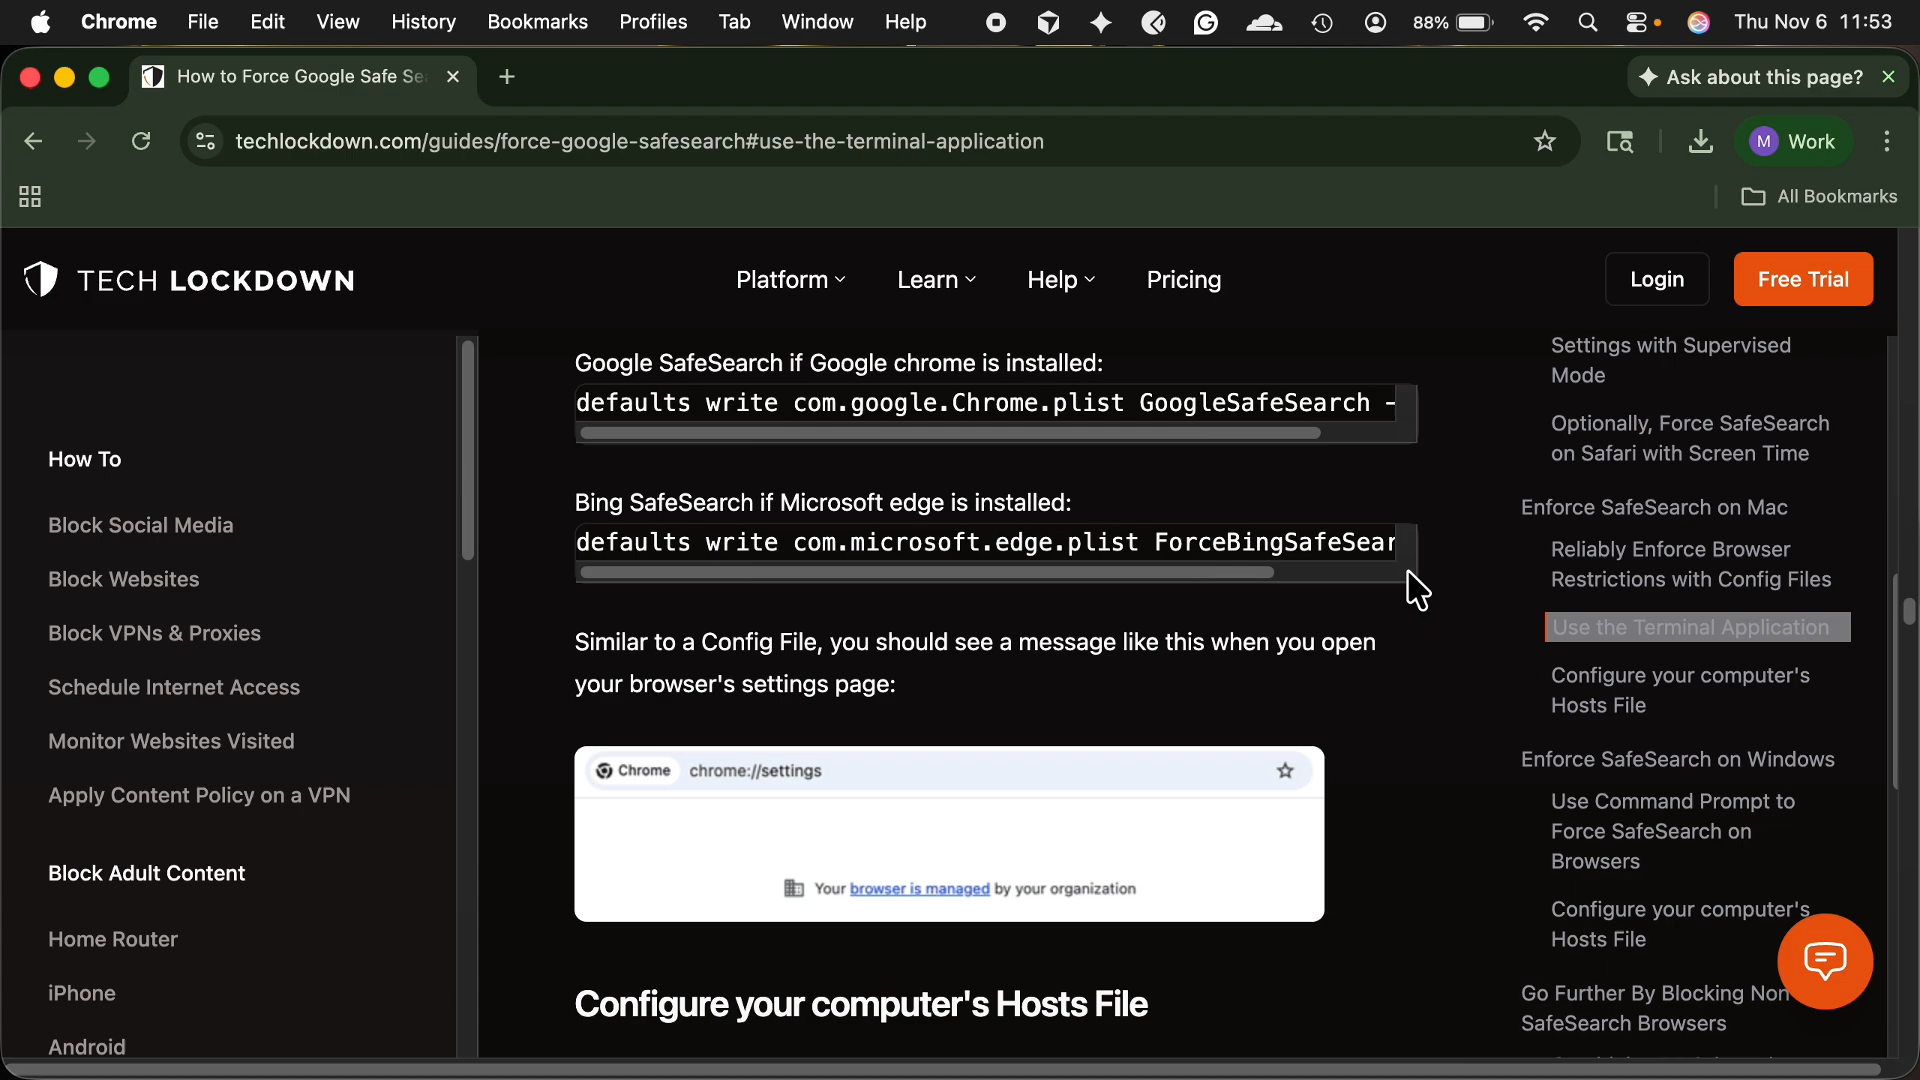 Chrome File Edit View History Bookmarks Profiles Tab Window Help 88% Thu Nov 6 11:53
How to Force Google Safe Se
Ask about this page?
techlockdown.com/guides/force-google-safesearch#use-the-terminal-application
M Work
All Bookmarks
TECH LOCKDOWN
Platform Learn Help Pricing
Login Free Trial
How To
Block Social Media
Block Websites
Block VPNs & Proxies
Schedule Internet Access
Monitor Websites Visited
Apply Content Policy on a VPN
Block Adult Content
Home Router
iPhone
Android
Google SafeSearch if Google chrome is installed:
defaults write com.google.Chrome.plist GoogleSafeSearch -
Bing SafeSearch if Microsoft edge is installed:
defaults write com.microsoft.edge.plist ForceBingSafeSear
Similar to a Config File, you should see a message like this when you open
your browser's settings page:
Chrome chrome://settings
Your browser is managed by your organization
Configure your computer's Hosts File
Settings with Supervised
Mode
Optionally, Force SafeSearch
on Safari with Screen Time
Enforce SafeSearch on Mac
Reliably Enforce Browser
Restrictions with Config Files
Use the Terminal Application
Configure your computer's
Hosts File
Enforce SafeSearch on Windows
Use Command Prompt to
Force SafeSearch on
Browsers
Configure your computer's
Hosts File
Go Further By Blocking Non
SafeSearch Browsers